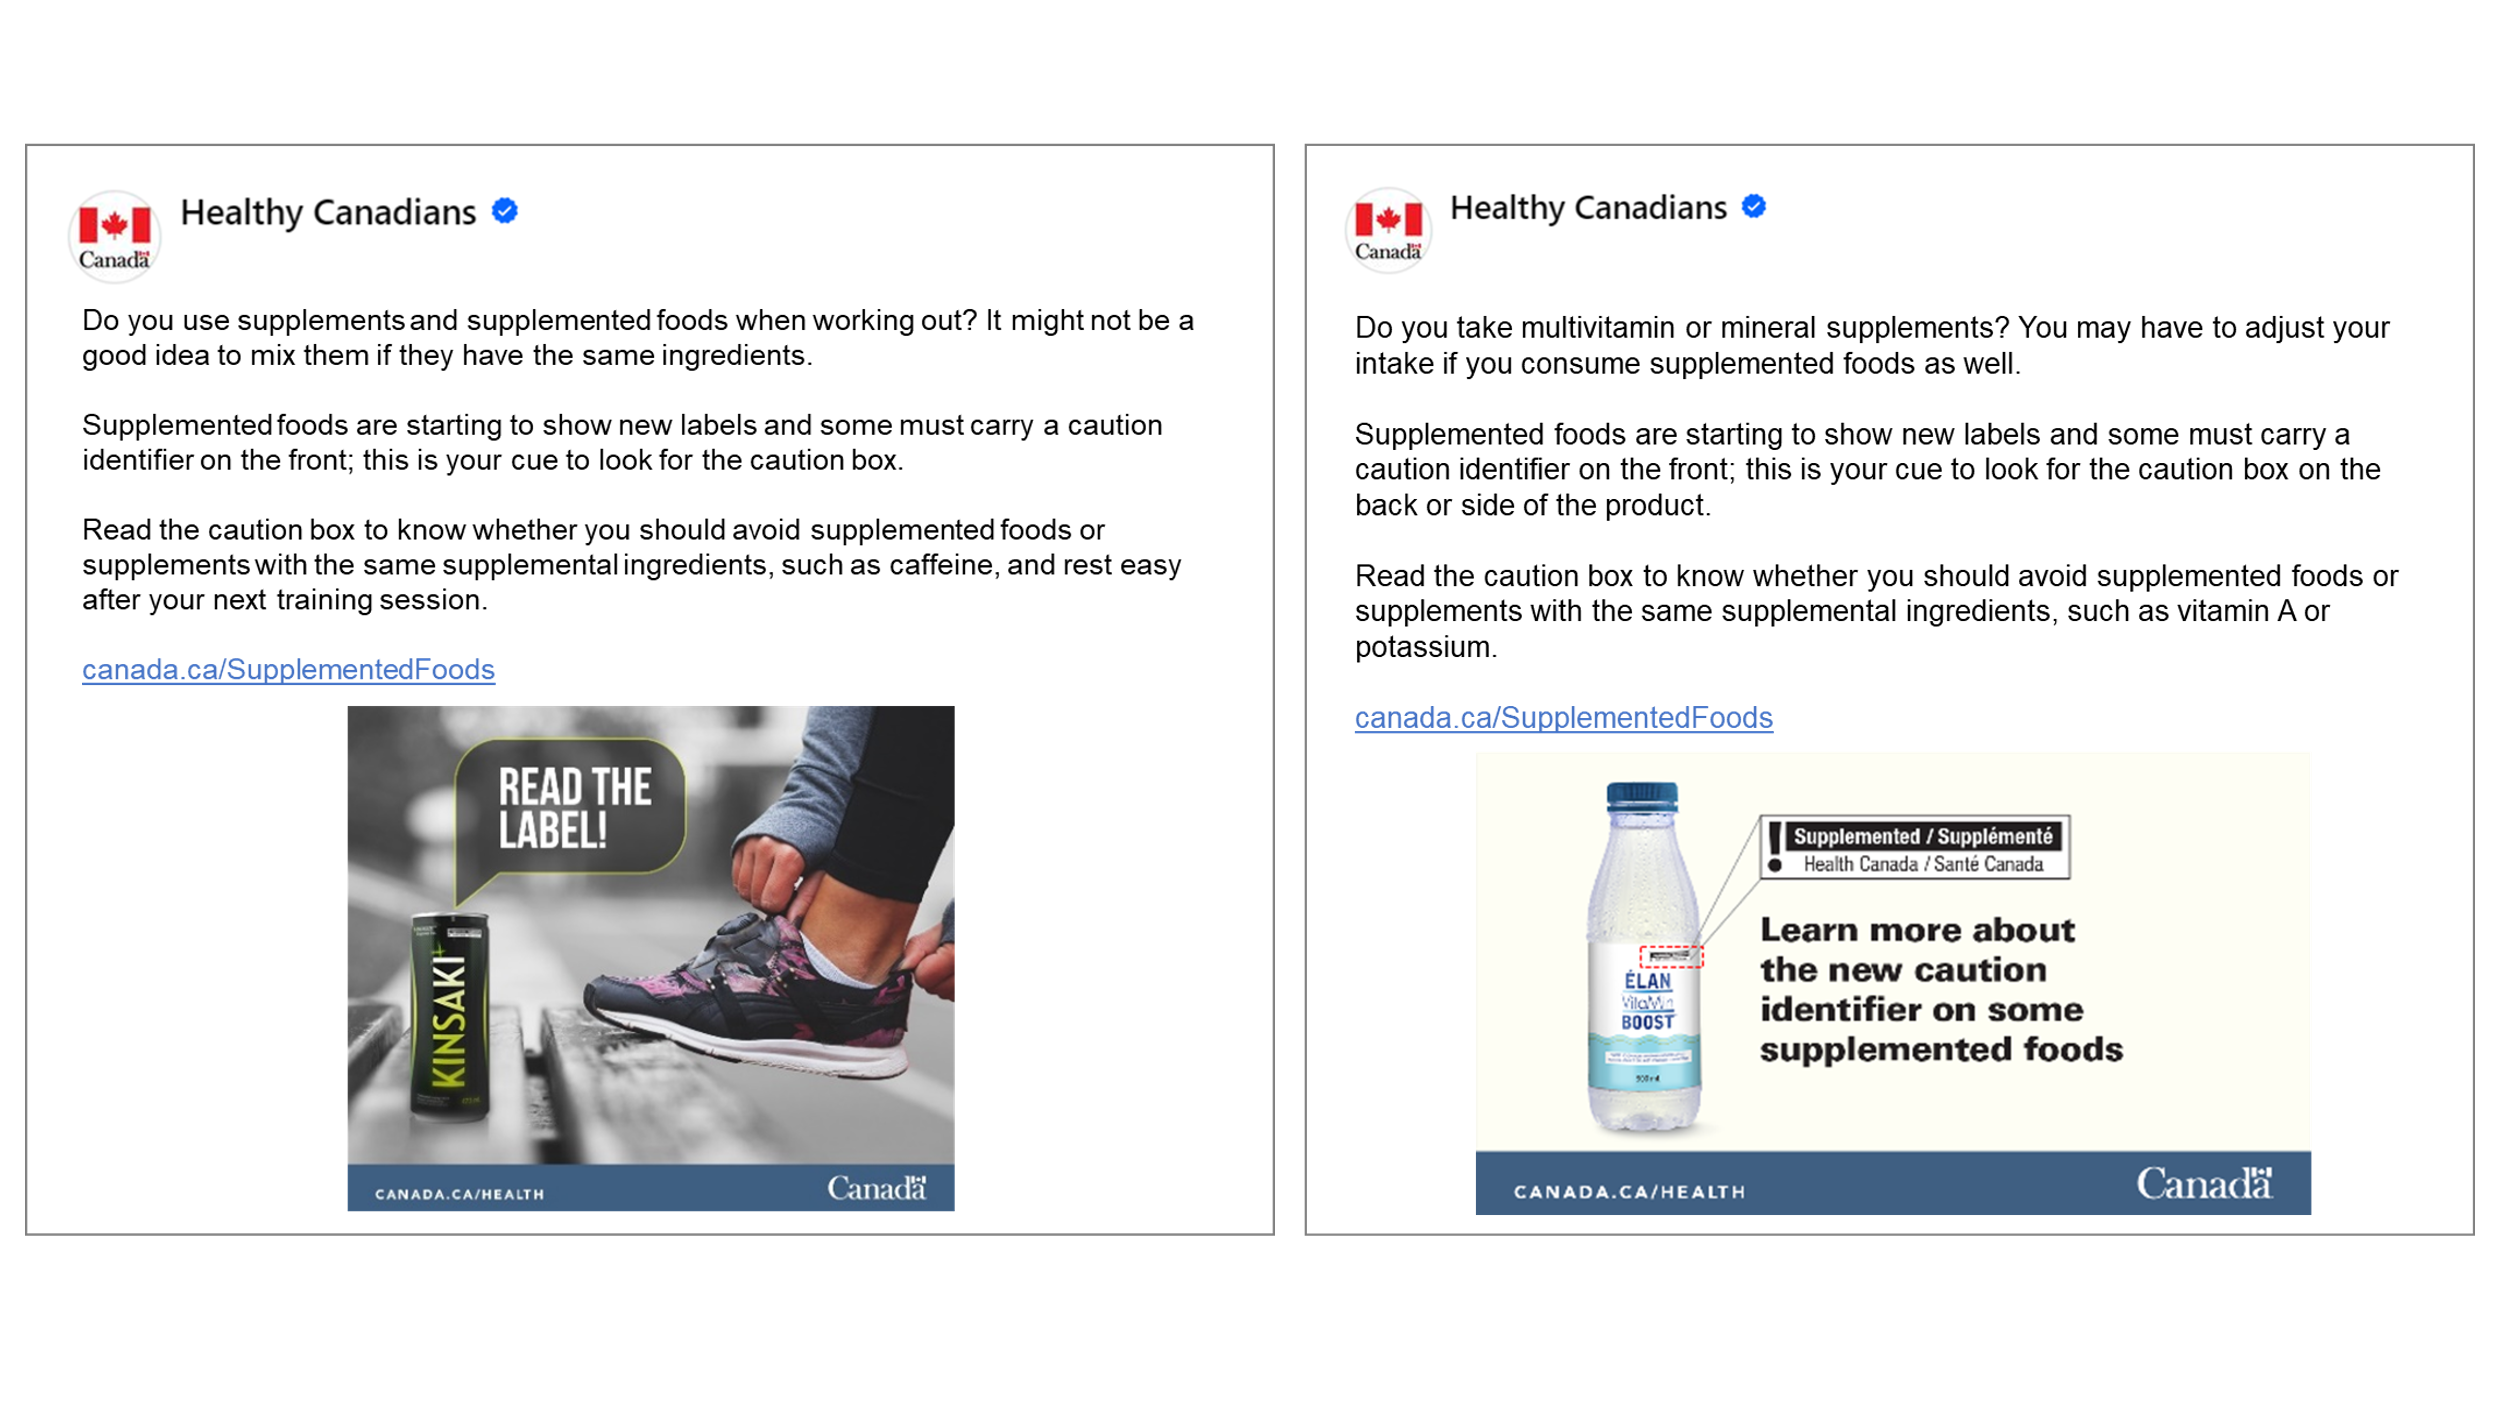 Canada
Healthy Canadians
Do you use supplements and supplemented foods when working out? It might not be a
good idea to mix them if they have the same ingredients.
Supplemented foods are starting to show new labels and some must carry a caution
identifier on the front; this is your cue to look for the caution box.
Read the caution box to know whether you should avoid supplemented foods or
supplements with the same supplemental ingredients, such as caffeine, and rest easy
after your next training session.
canada.ca/SupplementedFoods
READ THE
LABEL!
KINSAKI
CANADA.CA/HEALTH
Canada
Canada
Healthy Canadians
Do you take multivitamin or mineral supplements? You may have to adjust your
intake if you consume supplemented foods as well.
Supplemented foods are starting to show new labels and some must carry a
caution identifier on the front; this is your cue to look for the caution box on the
back or side of the product.
Read the caution box to know whether you should avoid supplemented foods or
supplements with the same supplemental ingredients, such as vitamin A or
potassium.
canada.ca/SupplementedFoods
! Supplemented / Supplémenté
Health Canada / Santé Canada
Learn more about
the new caution
identifier on some
supplemented foods
ÉLAN
VitaMin
BOOST
500 mL
CANADA.CA/HEALTH
Canada